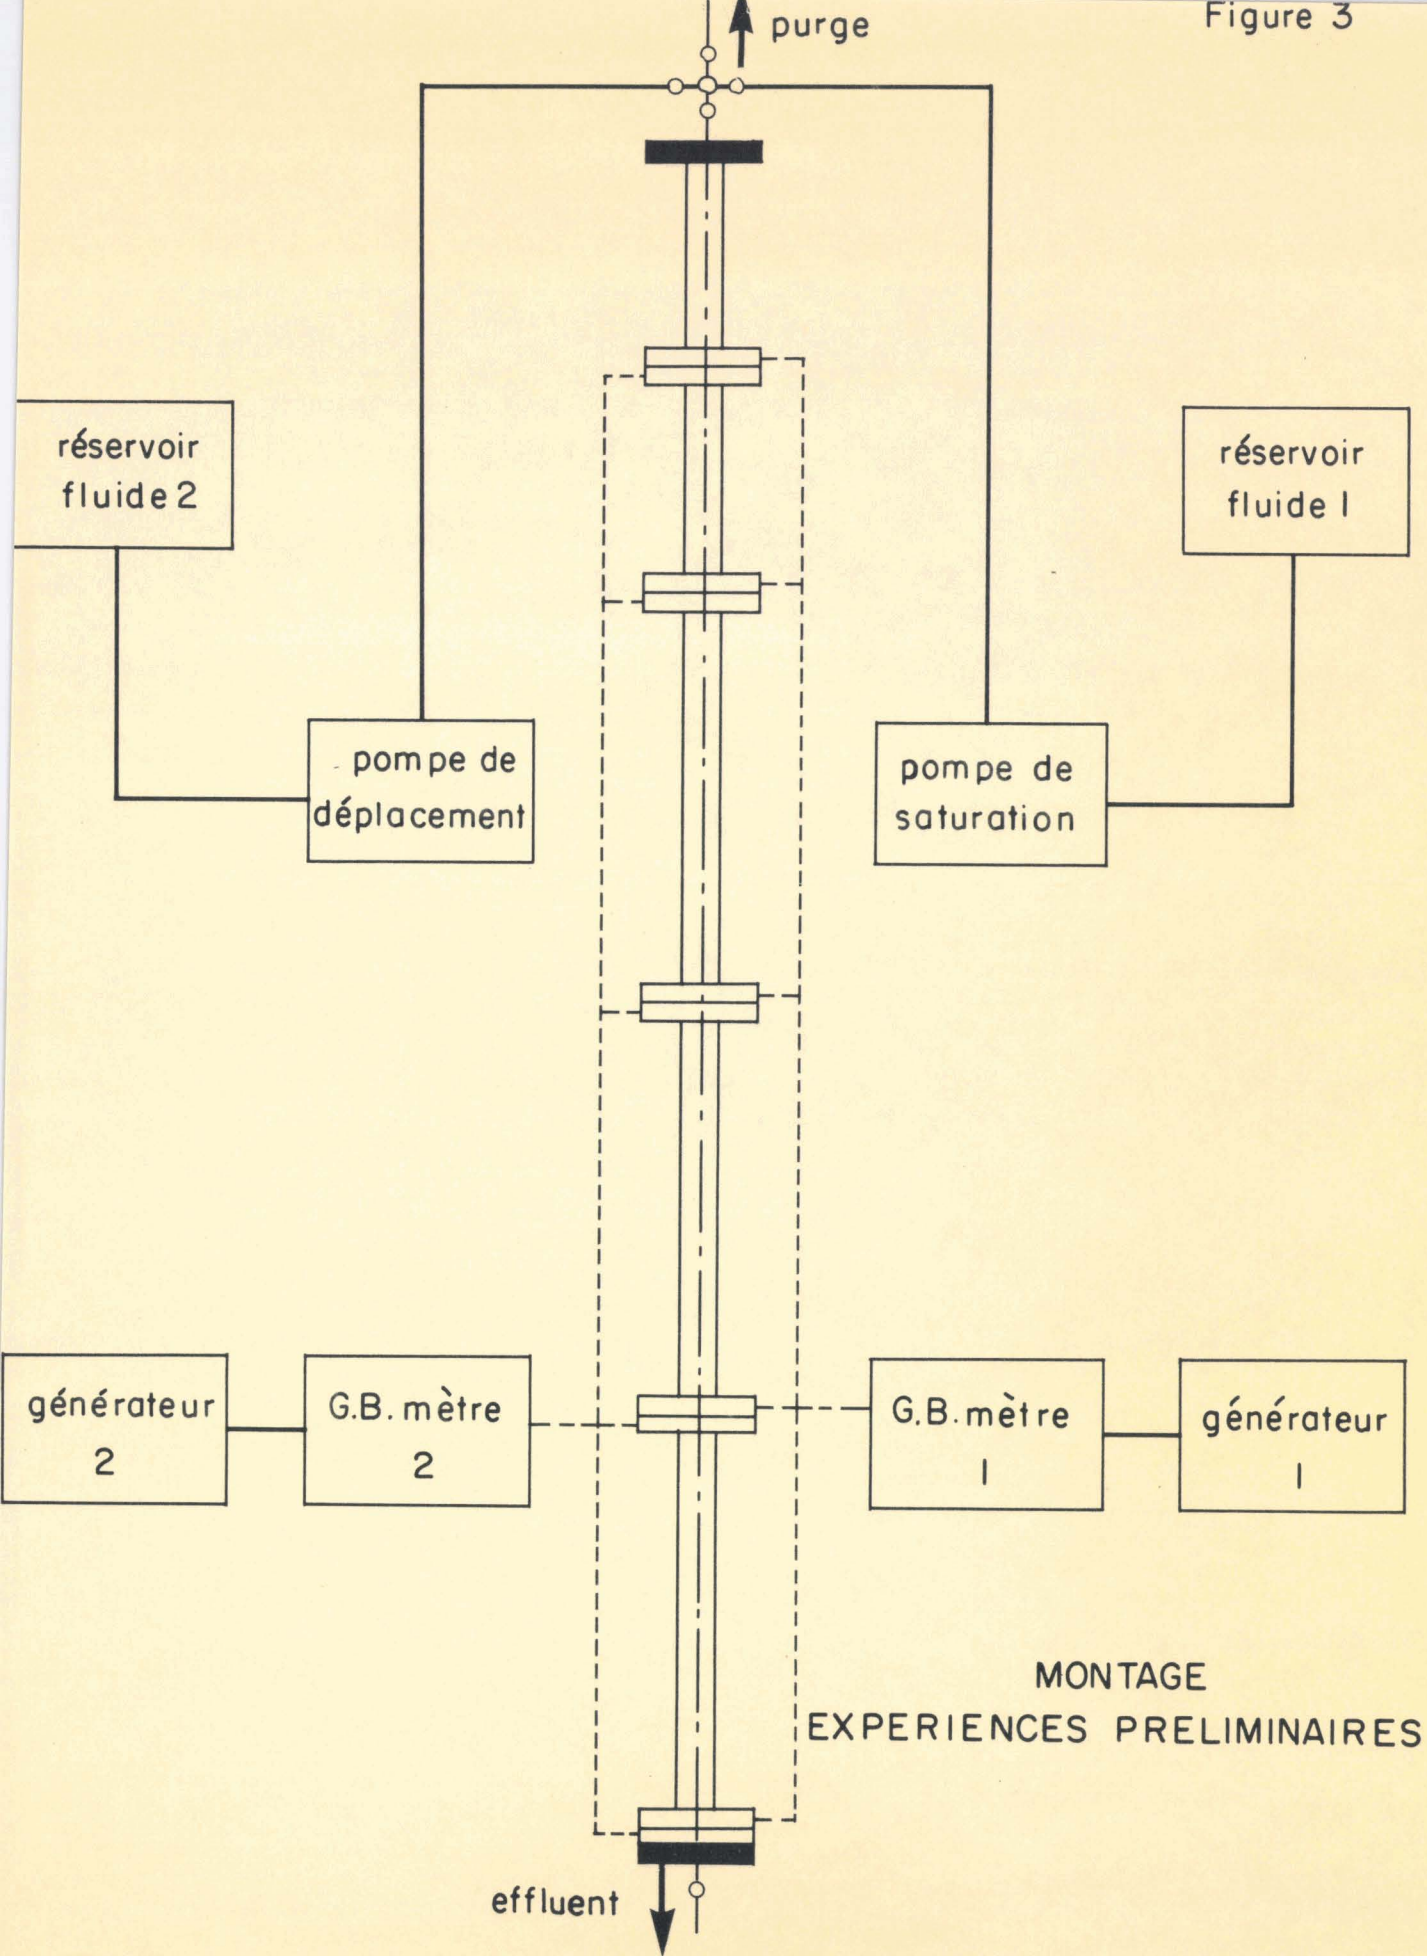 Figure 3
purge
réservoir
fluide 2
réservoir
fluide 1
pompe de
déplacement
pompe de
saturation
générateur
2
G.B. mètre
2
G.B. mètre
1
générateur
1
MONTAGE
EXPERIENCES PRELIMINAIRES
effluent